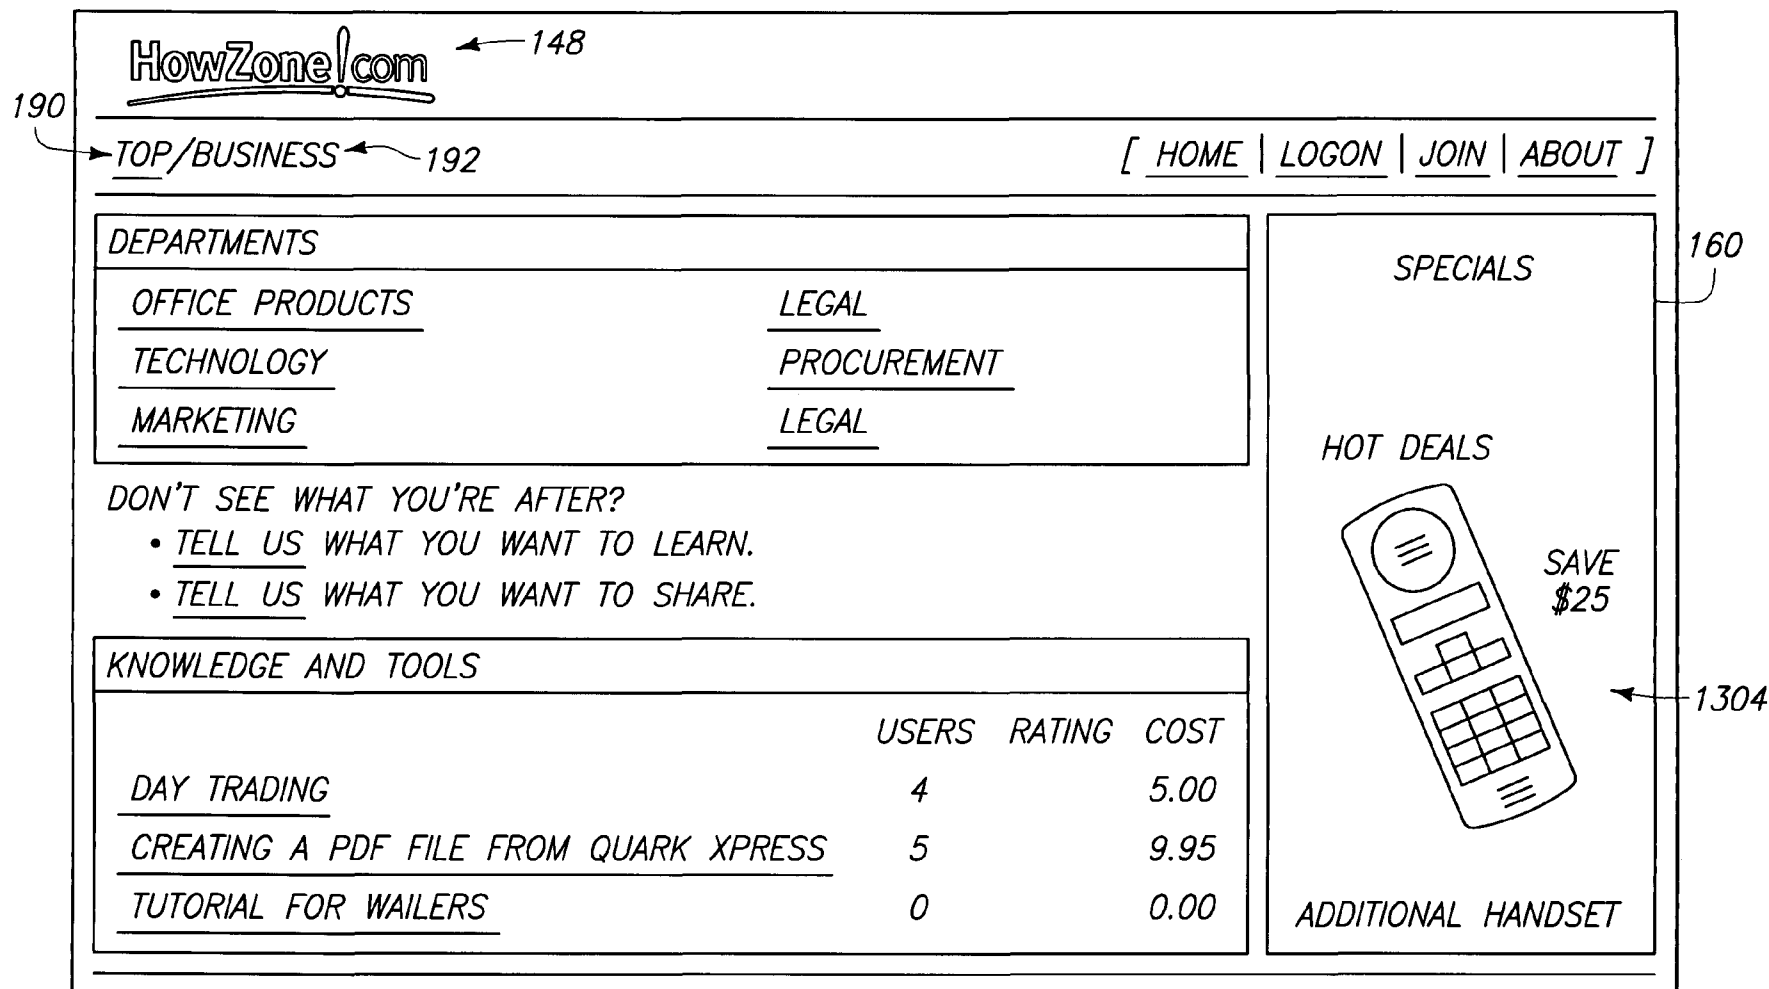 HowZone!com
148
190
TOP/BUSINESS
192
[ HOME | LOGON | JOIN | ABOUT ]
DEPARTMENTS
OFFICE PRODUCTS LEGAL
TECHNOLOGY PROCUREMENT
MARKETING LEGAL
DON'T SEE WHAT YOU'RE AFTER?
• TELL US WHAT YOU WANT TO LEARN.
• TELL US WHAT YOU WANT TO SHARE.
KNOWLEDGE AND TOOLS
USERS RATING COST
DAY TRADING 4 5.00
CREATING A PDF FILE FROM QUARK XPRESS 5 9.95
TUTORIAL FOR WAILERS 0 0.00
SPECIALS
160
HOT DEALS
SAVE
$25
1304
ADDITIONAL HANDSET